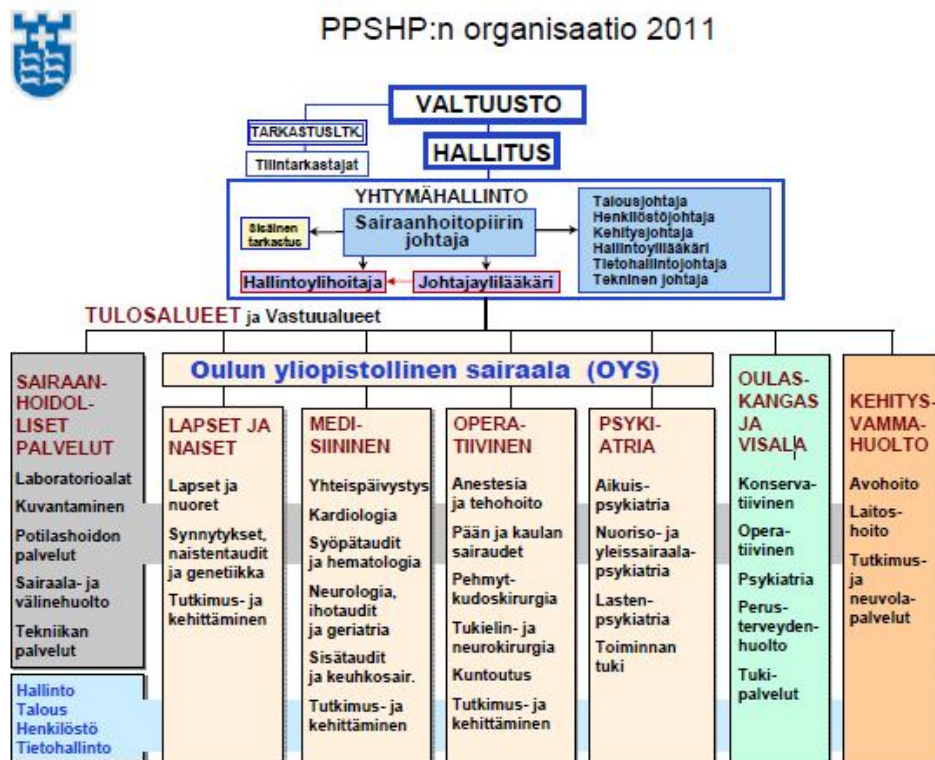 PPSHP:n organisaatio 2011
VALTUUSTO
TARKASTUSLTK.
Tilintarkastajat
HALLITUS
YHTYMÄHALLINTO
Sisäinen
tarkastus
Sairaanhoitopiirin
johtaja
Talousjohtaja
Henkilöstöjohtaja
Kehitysjohtaja
Hallintoylilääkäri
Tietohallintojohtaja
Tekninen johtaja
Hallintoylihoitaja
Johtajaylilääkäri
TULOSALUEET ja Vastuualueet
SAIRAAN-
HOIDOL-
LISET
PALVELUT
Laboratorioalat
Kuvantaminen
Potilashoidon
palvelut
Sairaala- ja
välinehuolto
Tekniikan
palvelut
Hallinto
Talous
Henkilöstö
Tietohallinto
Oulun yliopistollinen sairaala (OYS)
LAPSET JA
NAISET
Lapset ja
nuoret
Synnytykset,
naistentaudit
ja genetiikka
Tutkimus- ja
kehittäminen
MEDI-
SIININEN
Yhteispäivystys
Kardiologia
Syöpätaudit
ja hematologia
Neurologia,
ihotaudit
ja geriatria
Sisätaudit
ja keuhkosair.
Tutkimus- ja
kehittäminen
OPERA-
TIIVINEN
Anestesia
ja tehohoito
Pään ja kaulan
sairaudet
Pehmyt-
kudoskirurgia
Tukielin- ja
neurokirurgia
Kuntoutus
Tutkimus- ja
kehittäminen
PSYKI-
ATRIA
Aikuis-
psykiatria
Nuoriso- ja
yleissairaala-
psykiatria
Lasten-
psykiatria
Toiminnan
tuki
OULAS-
KANGAS
JA
VISALA
Konserva-
tiivinen
Opera-
tiivinen
Psykiatria
Perus-
terveyden-
huolto
Tuki-
palvelut
KEHITYS-
VAMMA-
HUOLTO
Avohoito
Laitos-
hoito
Tutkimus-
ja
neuvola-
palvelut